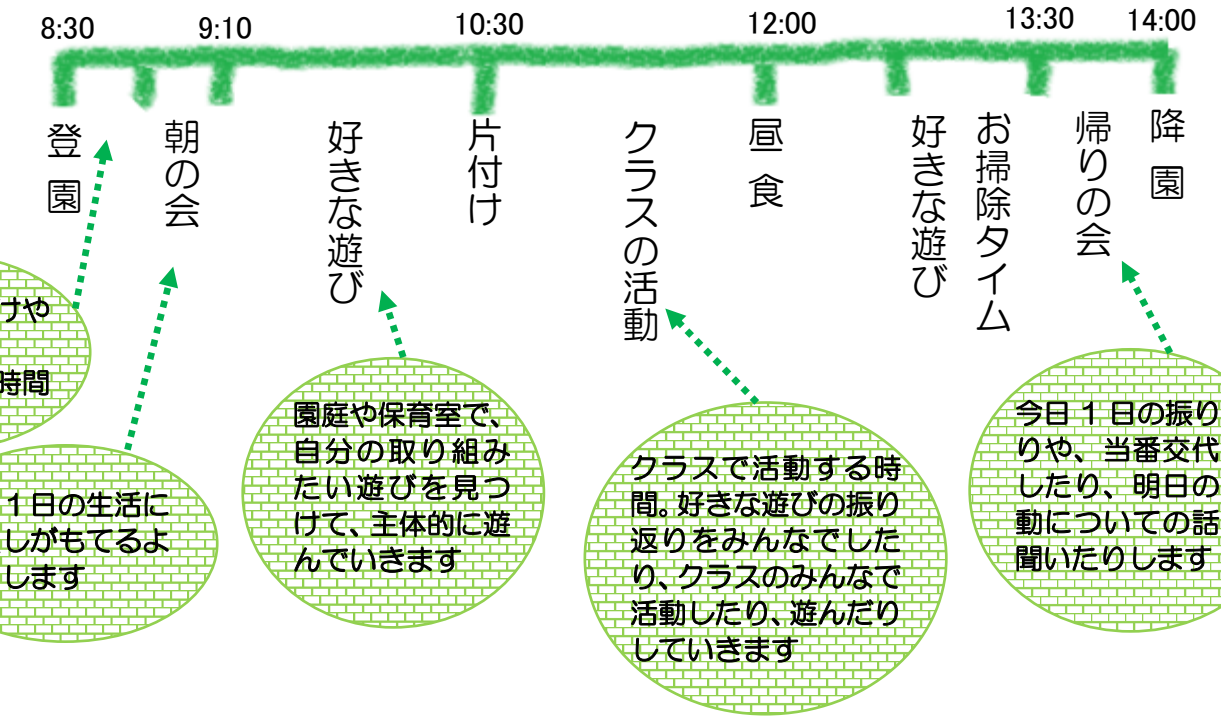 8:30
9:10
10:30
12:00
13:30
14:00
登園
朝の会
好きな遊び
片付け
クラスの活動
昼食
好きな遊び
お掃除タイム
帰りの会
降園
けや
時間
1日の生活に
しがもてるよ
します
園庭や保育室で、
自分の取り組み
たい遊びを見つ
けて、主体的に遊
んでいきます
クラスで活動する時
間。好きな遊びの振り
返りをみんなでした
り、クラスのみんなで
活動したり、遊んだり
していきます
今日1日の振り
りや、当番交代
したり、明日の
動についての話
聞いたりします